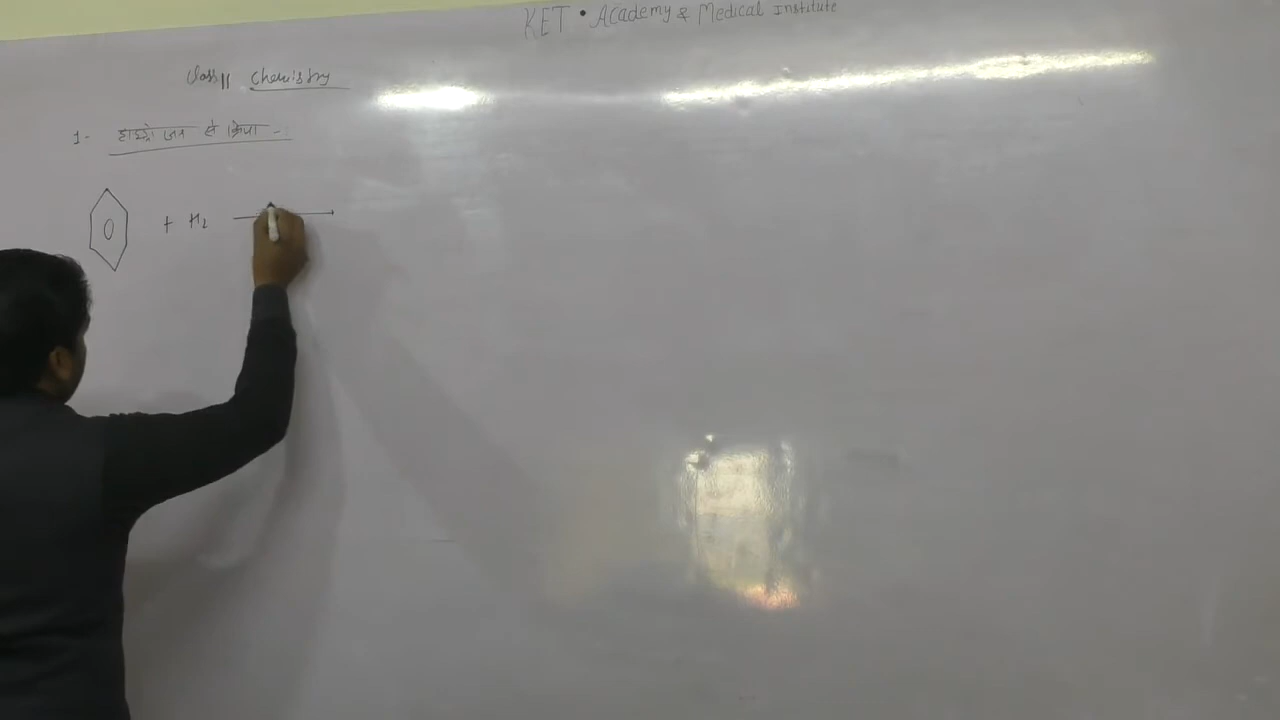 KET • Academy & Medical Institute
Class 11 Chemistry
1- हाइड्रोजन से क्रिया -:
+ H₂